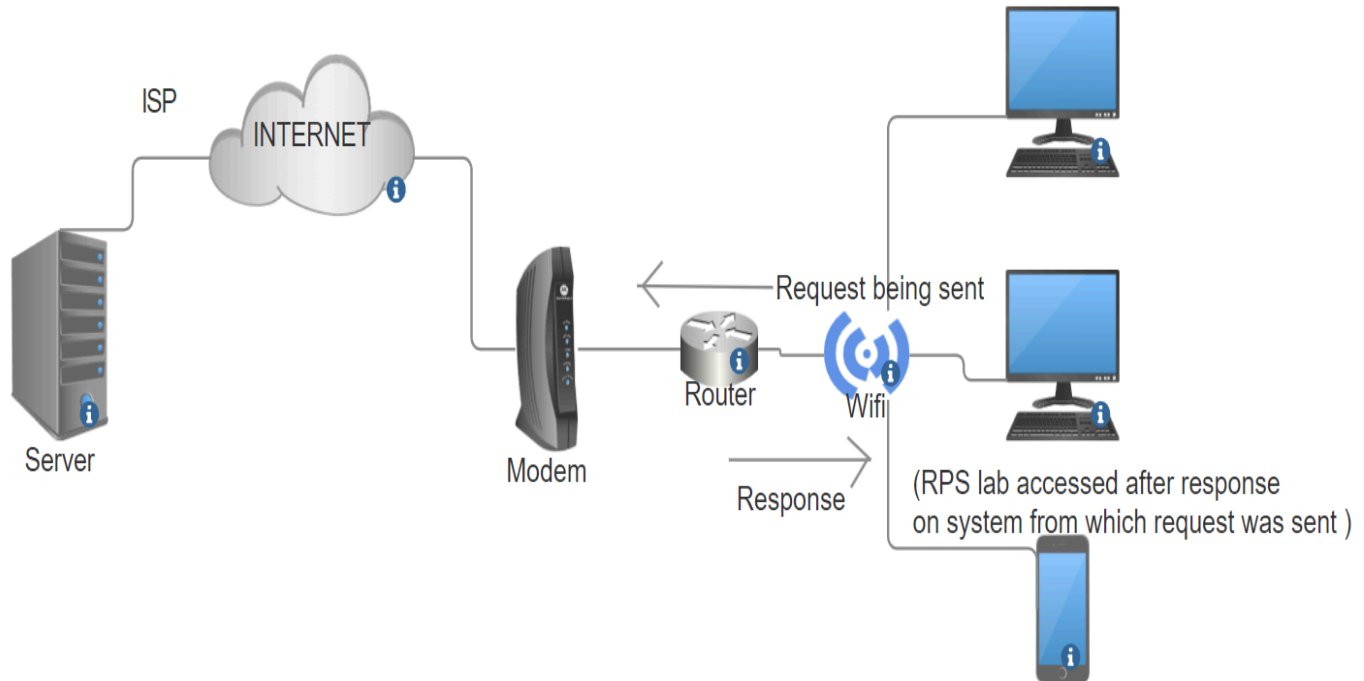 ISP
INTERNET
Request being sent
Router
Wifi
Server
Modem
Response
(RPS lab accessed after response
on system from which request was sent )